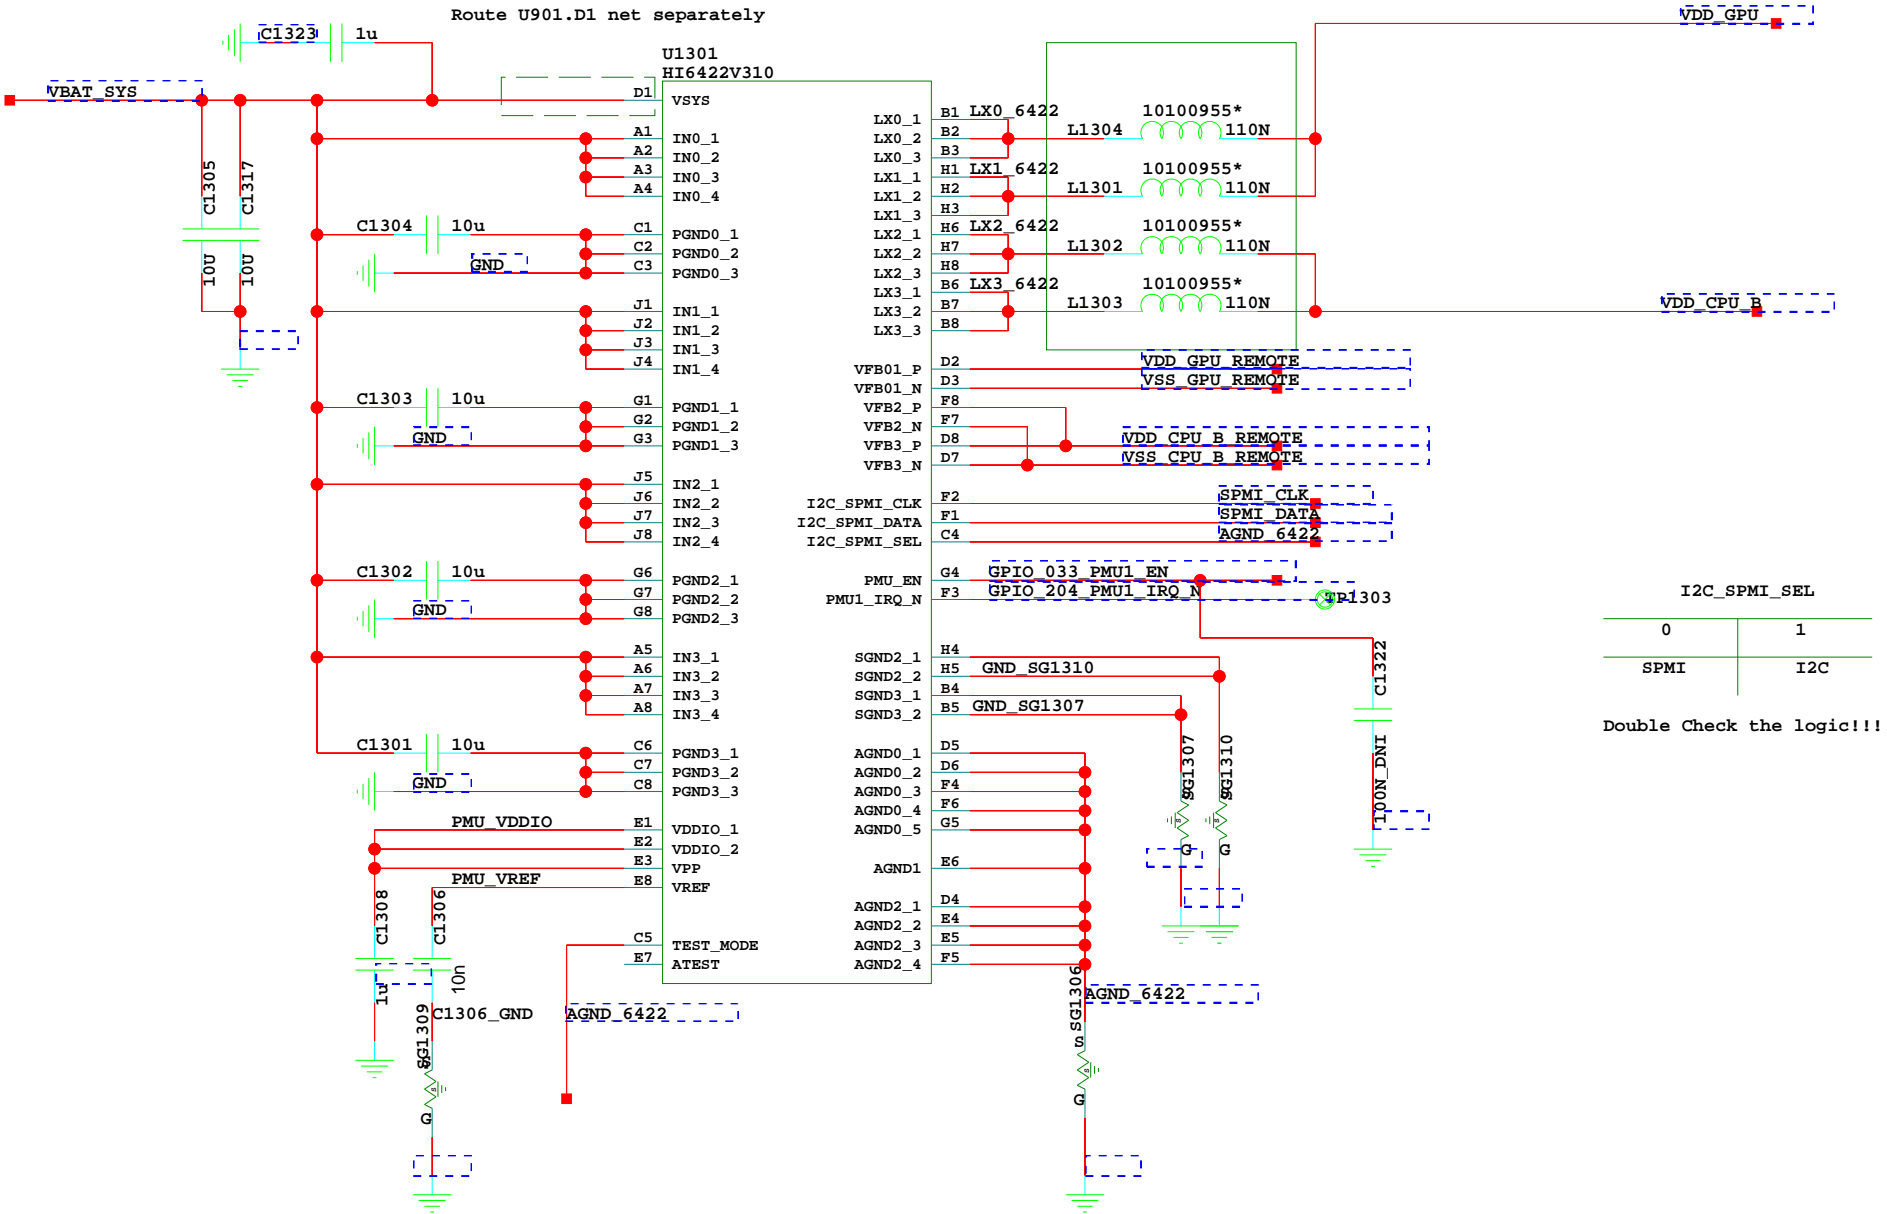 Route U901.D1 net separately
C1323 1u
VBAT_SYS
C1305
10U
C1317
10U
U1301
HI6422V310
D1 VSYS
A1 IN0_1
A2 IN0_2
A3 IN0_3
A4 IN0_4
C1304 10u
GND
C1 PGND0_1
C2 PGND0_2
C3 PGND0_3
J1 IN1_1
J2 IN1_2
J3 IN1_3
J4 IN1_4
C1303 10u
GND
G1 PGND1_1
G2 PGND1_2
G3 PGND1_3
J5 IN2_1
J6 IN2_2
J7 IN2_3
J8 IN2_4
C1302 10u
GND
G6 PGND2_1
G7 PGND2_2
G8 PGND2_3
A5 IN3_1
A6 IN3_2
A7 IN3_3
A8 IN3_4
C1301 10u
GND
C6 PGND3_1
C7 PGND3_2
C8 PGND3_3
PMU_VDDIO
E1 VDDIO_1
E2 VDDIO_2
E3 VPP
PMU_VREF
E8 VREF
C5 TEST_MODE
E7 ATEST
C1308
1u
C1306
10n
C1306_GND
SG1309
S
G
AGND_6422
LX0_1 B1 LX0_6422
LX0_2 B2
LX0_3 B3
LX1_1 H1 LX1_6422
LX1_2 H2
LX1_3 H3
LX2_1 H6 LX2_6422
LX2_2 H7
LX2_3 H8
LX3_1 B6 LX3_6422
LX3_2 B7
LX3_3 B8
10100955*
L1304 110N
10100955*
L1301 110N
10100955*
L1302 110N
10100955*
L1303 110N
VDD_GPU
VDD_CPU_B
VFB01_P D2 VDD_GPU_REMOTE
VFB01_N D3 VSS_GPU_REMOTE
VFB2_P F8
VFB2_N F7
VFB3_P D8 VDD_CPU_B_REMOTE
VFB3_N D7 VSS_CPU_B_REMOTE
I2C_SPMI_CLK F2 SPMI_CLK
I2C_SPMI_DATA F1 SPMI_DATA
I2C_SPMI_SEL C4 AGND_6422
PMU_EN G4 GPIO_033_PMU1_EN
PMU1_IRQ_N F3 GPIO_204_PMU1_IRQ_N TP1303
SGND2_1 H4
SGND2_2 H5 GND_SG1310
SGND3_1 B4
SGND3_2 B5 GND_SG1307
AGND0_1 D5
AGND0_2 D6
AGND0_3 F4
AGND0_4 F6
AGND0_5 G5
AGND1 E6
AGND2_1 D4
AGND2_2 E4
AGND2_3 E5
AGND2_4 F5
SG1307
S
G
SG1310
S
G
C1322
100N_DNI
AGND_6422
SG1306
S
G
I2C_SPMI_SEL
0 1
SPMI I2C
Double Check the logic!!!